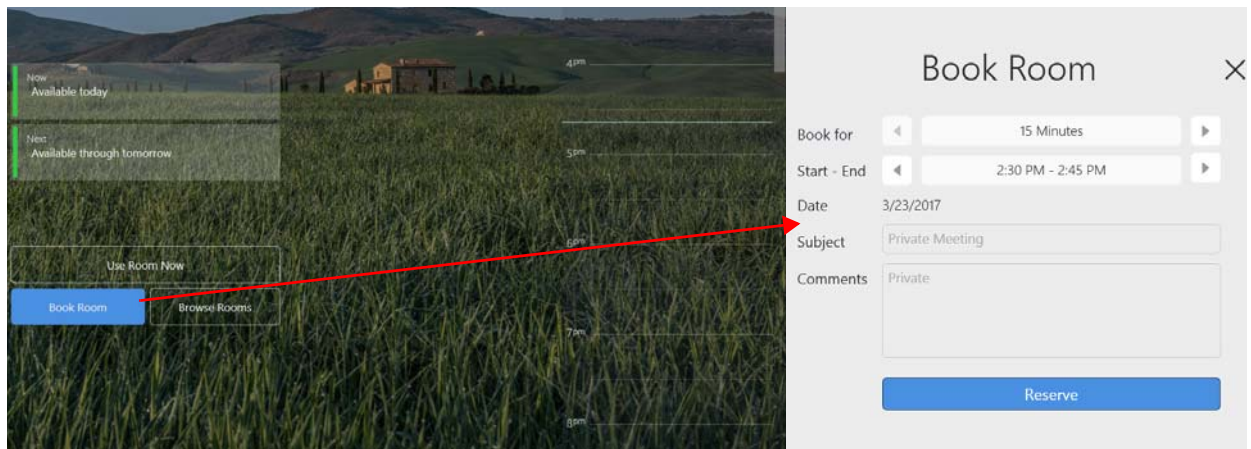 Now
Available today
Next
Available through tomorrow
Use Room Now
Book Room
Browse Rooms
4pm
5pm
6pm
7pm
8pm
Book Room
Book for
15 Minutes
Start - End
2:30 PM - 2:45 PM
Date
3/23/2017
Subject
Private Meeting
Comments
Private
Reserve